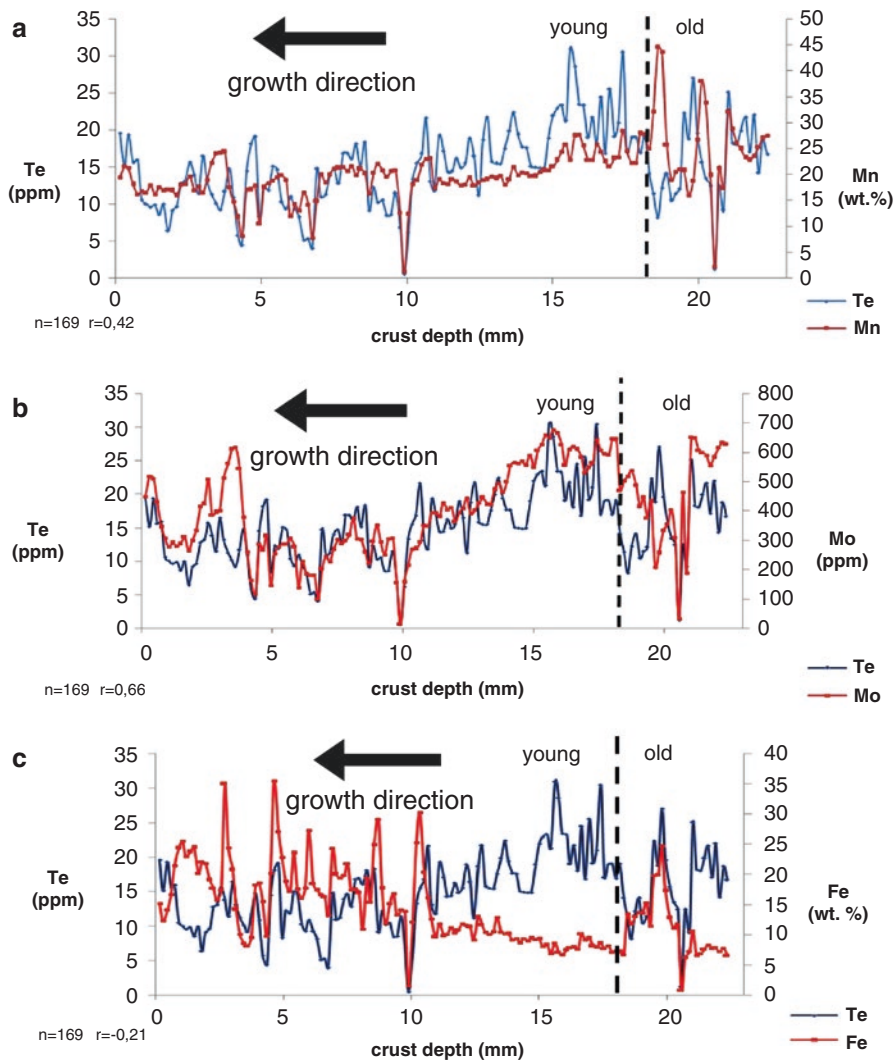 a
young old
growth direction
35
30
25
20
15
10
5
0
Te
(ppm)
50
45
40
35
30
25
20
15
10
5
0
Mn
(wt.%)
0 5 10 15 20
crust depth (mm)
n=169 r=0,42
Te
Mn
b
young old
growth direction
35
30
25
20
15
10
5
0
Te
(ppm)
800
700
600
500
400
300
200
100
0
Mo
(ppm)
0 5 10 15 20
crust depth (mm)
n=169 r=0,66
Te
Mo
c
young old
growth direction
35
30
25
20
15
10
5
0
Te
(ppm)
40
35
30
25
20
15
10
5
0
Fe
(wt. %)
0 5 10 15 20
crust depth (mm)
n=169 r=-0,21
Te
Fe